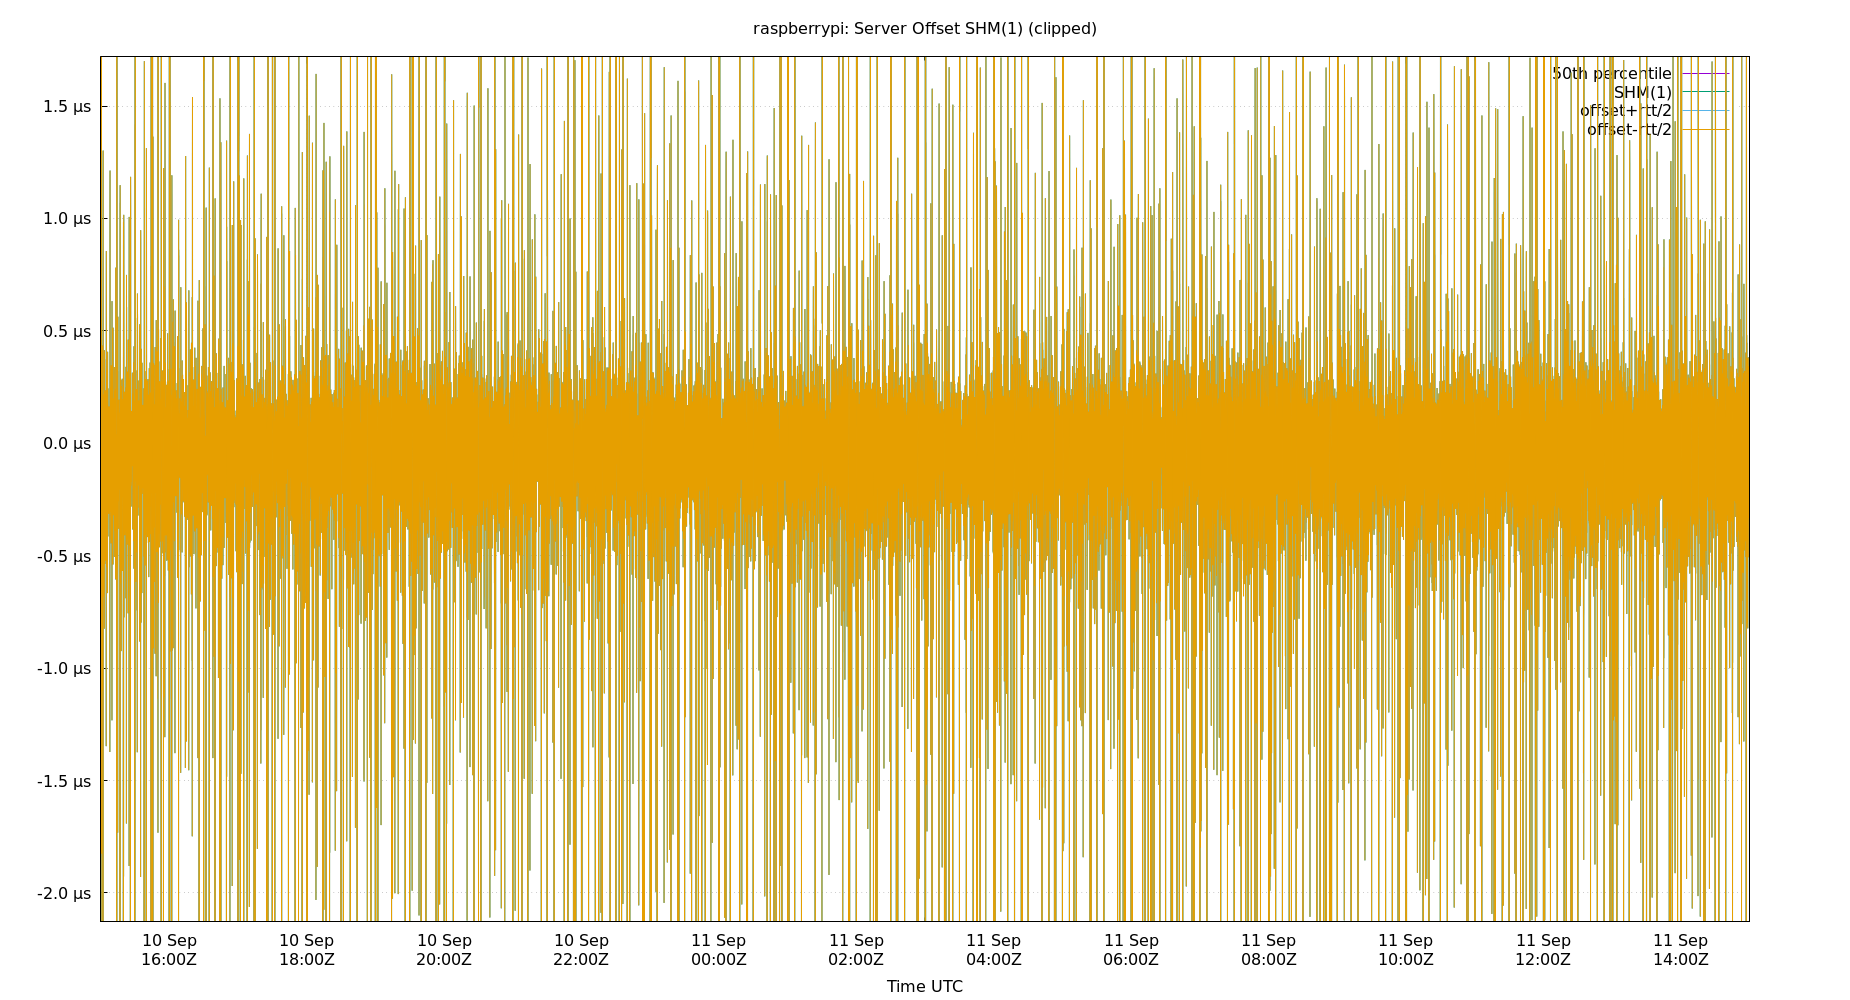 raspberrypi: Server Offset SHM(1) (clipped)
50th percentile
SHM(1)
offset+rtt/2
offset-rtt/2
1.5 µs
1.0 µs
0.5 µs
0.0 µs
-0.5 µs
-1.0 µs
-1.5 µs
-2.0 µs
10 Sep 10 Sep 10 Sep 10 Sep 11 Sep 11 Sep 11 Sep 11 Sep 11 Sep 11 Sep 11 Sep 11 Sep
16:00Z 18:00Z 20:00Z 22:00Z 00:00Z 02:00Z 04:00Z 06:00Z 08:00Z 10:00Z 12:00Z 14:00Z
Time UTC